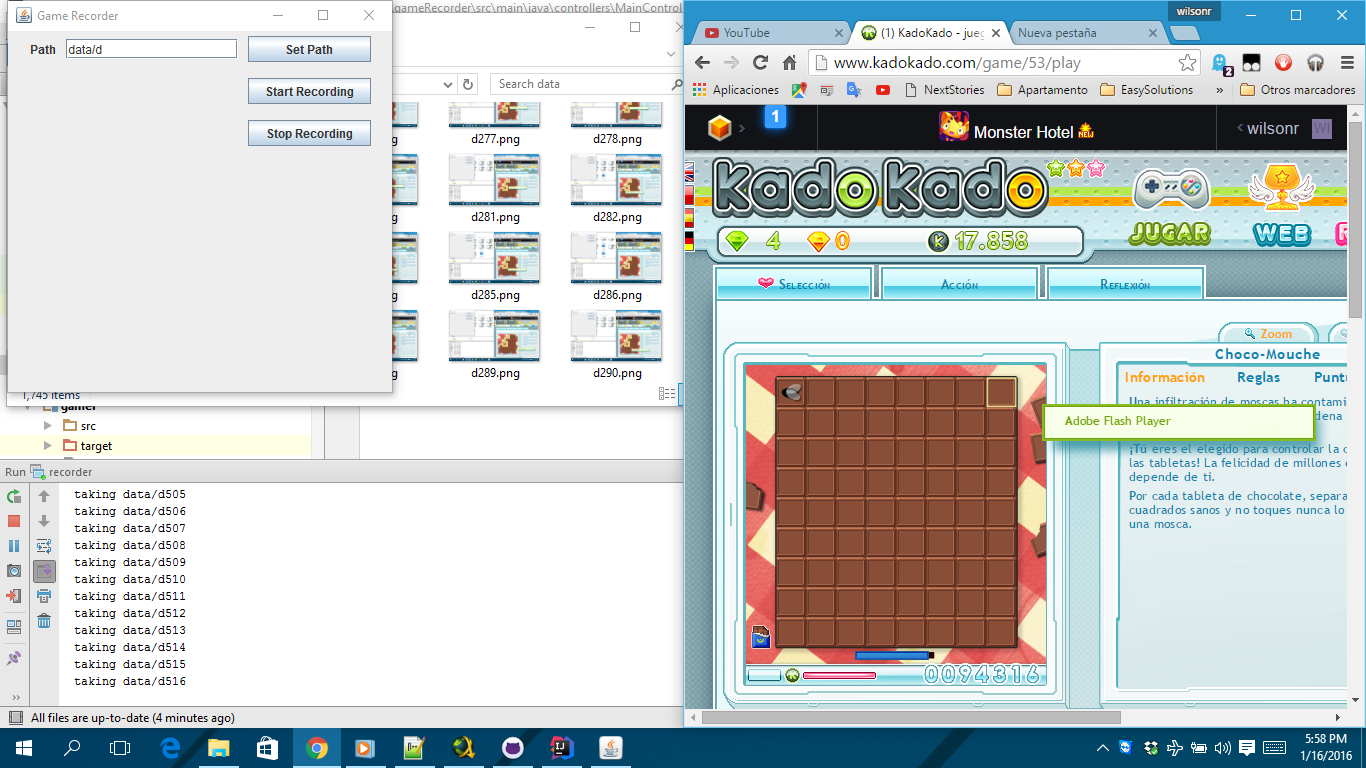 Game Recorder
Path
data/d
Set Path
Start Recording
Stop Recording
gameRecorder\src\main\java\controllers\MainControl
Search data
d277.png
d278.png
d281.png
d282.png
d285.png
d286.png
d289.png
d290.png
1,745 items
gamer
src
target
Run
recorder
taking data/d505
taking data/d506
taking data/d507
taking data/d508
taking data/d509
taking data/d510
taking data/d511
taking data/d512
taking data/d513
taking data/d514
taking data/d515
taking data/d516
All files are up-to-date (4 minutes ago)
wilsonr
YouTube
(1) KadoKado - jueg
Nueva pestaña
www.kadokado.com/game/53/play
2
Aplicaciones
NextStories
Apartamento
EasySolutions
»
Otros marcadores
1
Monster Hotel
NEW
wilsonr
WI
KadoKado
4
0
K
17.858
JUGAR
WEB
Selección
Acción
Reflexión
Zoom
Choco-Mouche
Información
Reglas
Puntu
Una infiltración de moscas ha contami
dena
Adobe Flash Player
¡Tú eres el elegido para controlar la c
las tabletas! La felicidad de millones
depende de ti.
Por cada tableta de chocolate, separa
cuadrados sanos y no toques nunca lo
una mosca.
0094316
5:58 PM
1/16/2016